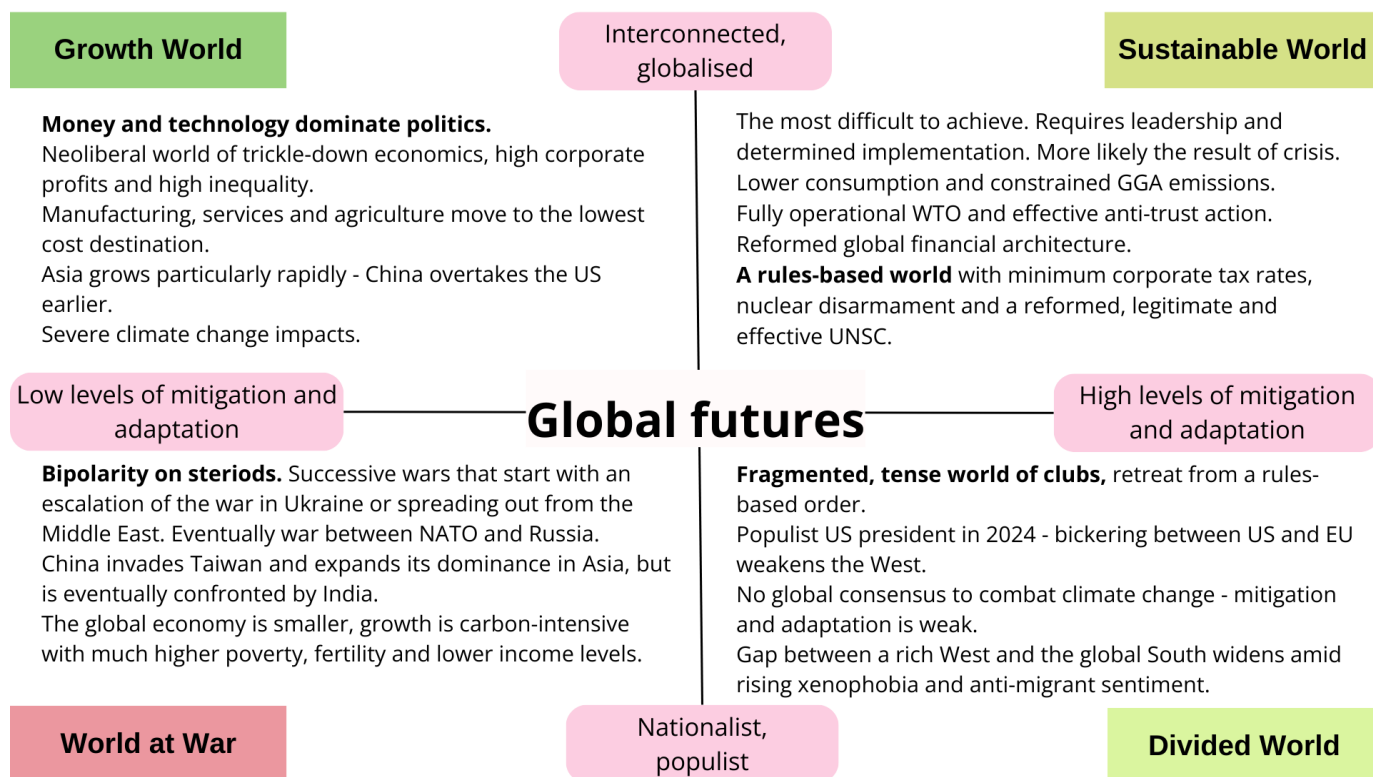 Growth World
Interconnected,
globalised
Sustainable World
Money and technology dominate politics.
Neoliberal world of trickle-down economics, high corporate
profits and high inequality.
Manufacturing, services and agriculture move to the lowest
cost destination.
Asia grows particularly rapidly - China overtakes the US
earlier.
Severe climate change impacts.
The most difficult to achieve. Requires leadership and
determined implementation. More likely the result of crisis.
Lower consumption and constrained GGA emissions.
Fully operational WTO and effective anti-trust action.
Reformed global financial architecture.
A rules-based world with minimum corporate tax rates,
nuclear disarmament and a reformed, legitimate and
effective UNSC.
Low levels of mitigation and
adaptation
Global futures
High levels of mitigation
and adaptation
Bipolarity on steriods. Successive wars that start with an
escalation of the war in Ukraine or spreading out from the
Middle East. Eventually war between NATO and Russia.
China invades Taiwan and expands its dominance in Asia, but
is eventually confronted by India.
The global economy is smaller, growth is carbon-intensive
with much higher poverty, fertility and lower income levels.
Fragmented, tense world of clubs, retreat from a rules-
based order.
Populist US president in 2024 - bickering between US and EU
weakens the West.
No global consensus to combat climate change - mitigation
and adaptation is weak.
Gap between a rich West and the global South widens amid
rising xenophobia and anti-migrant sentiment.
World at War
Nationalist,
populist
Divided World